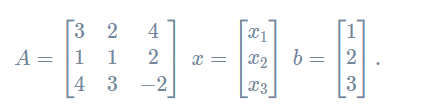 A = [3 2 4; 1 1 2; 4 3 −2] x = [x₁; x₂; x₃] b = [1; 2; 3].